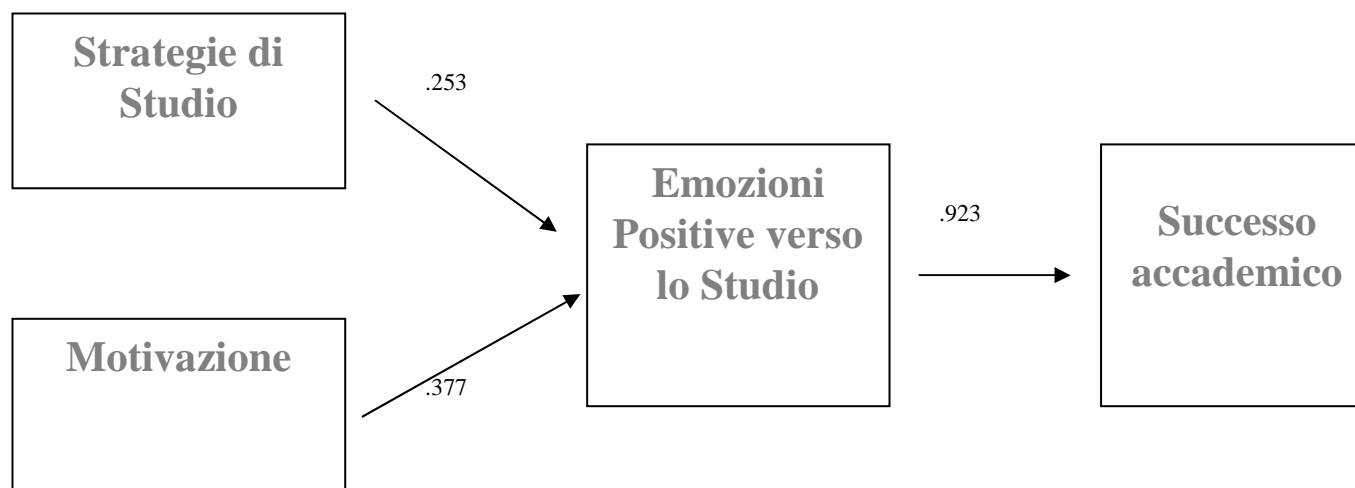 Strategie di
Studio
.253
Emozioni
Positive verso
lo Studio
.923
Successo
accademico
Motivazione
.377